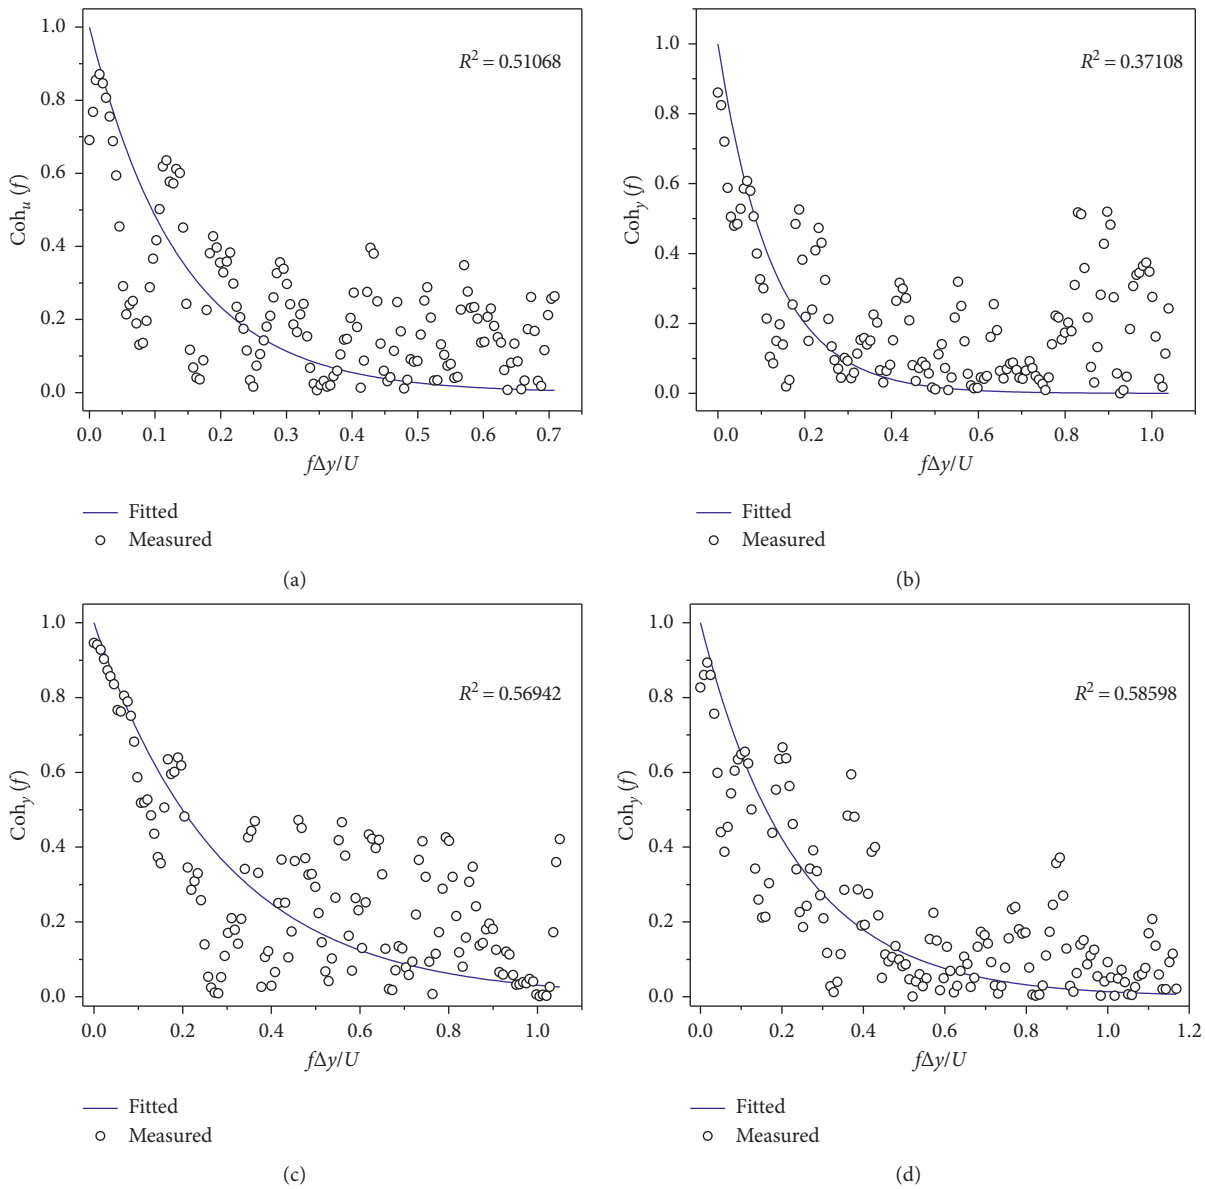 1.0
0.8
0.6
0.4
0.2
0.0
Coh_u (f)
R² = 0.51068
0.0 0.1 0.2 0.3 0.4 0.5 0.6 0.7
fΔy/U
Fitted
Measured
(a)
1.0
0.8
0.6
0.4
0.2
0.0
Coh_y (f)
R² = 0.37108
0.0 0.2 0.4 0.6 0.8 1.0
fΔy/U
Fitted
Measured
(b)
1.0
0.8
0.6
0.4
0.2
0.0
Coh_y (f)
R² = 0.56942
0.0 0.2 0.4 0.6 0.8 1.0
fΔy/U
Fitted
Measured
(c)
1.0
0.8
0.6
0.4
0.2
0.0
Coh_y (f)
R² = 0.58598
0.0 0.2 0.4 0.6 0.8 1.0 1.2
fΔy/U
Fitted
Measured
(d)